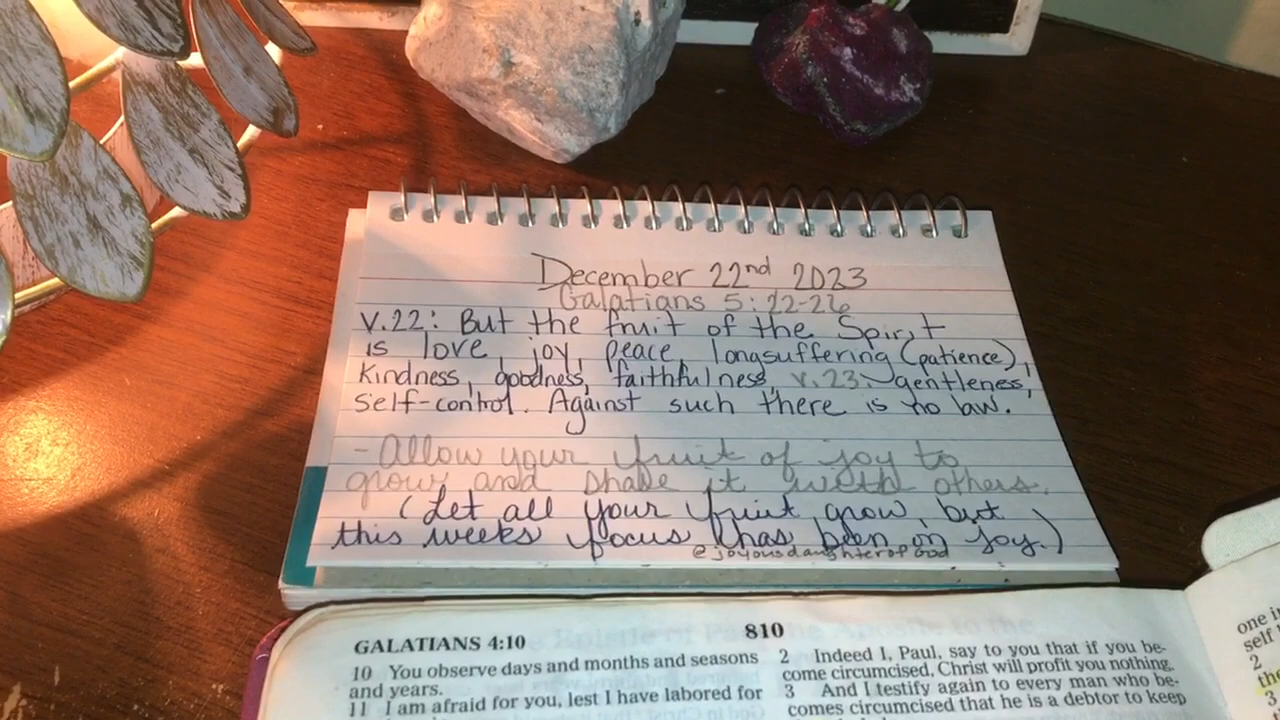 December 22nd 2023
Galatians 5:22-26
v.22: But the fruit of the Spirit
is love, joy, peace, longsuffering (patience),
kindness, goodness, faithfulness, v.23: gentleness,
self-control. Against such there is no law.
-Allow your fruit of joy to
grow and share it with others.
(Let all your fruit grow, but
this weeks focus has been on joy.)
@joyousdaughterofGod
GALATIANS 4:10
810
10 You observe days and months and seasons
and years.
11 I am afraid for you, lest I have labored for
2 Indeed I, Paul, say to you that if you be-
come circumcised, Christ will profit you nothing.
3 And I testify again to every man who be-
comes circumcised that he is a debtor to keep
one
self
2
the
3